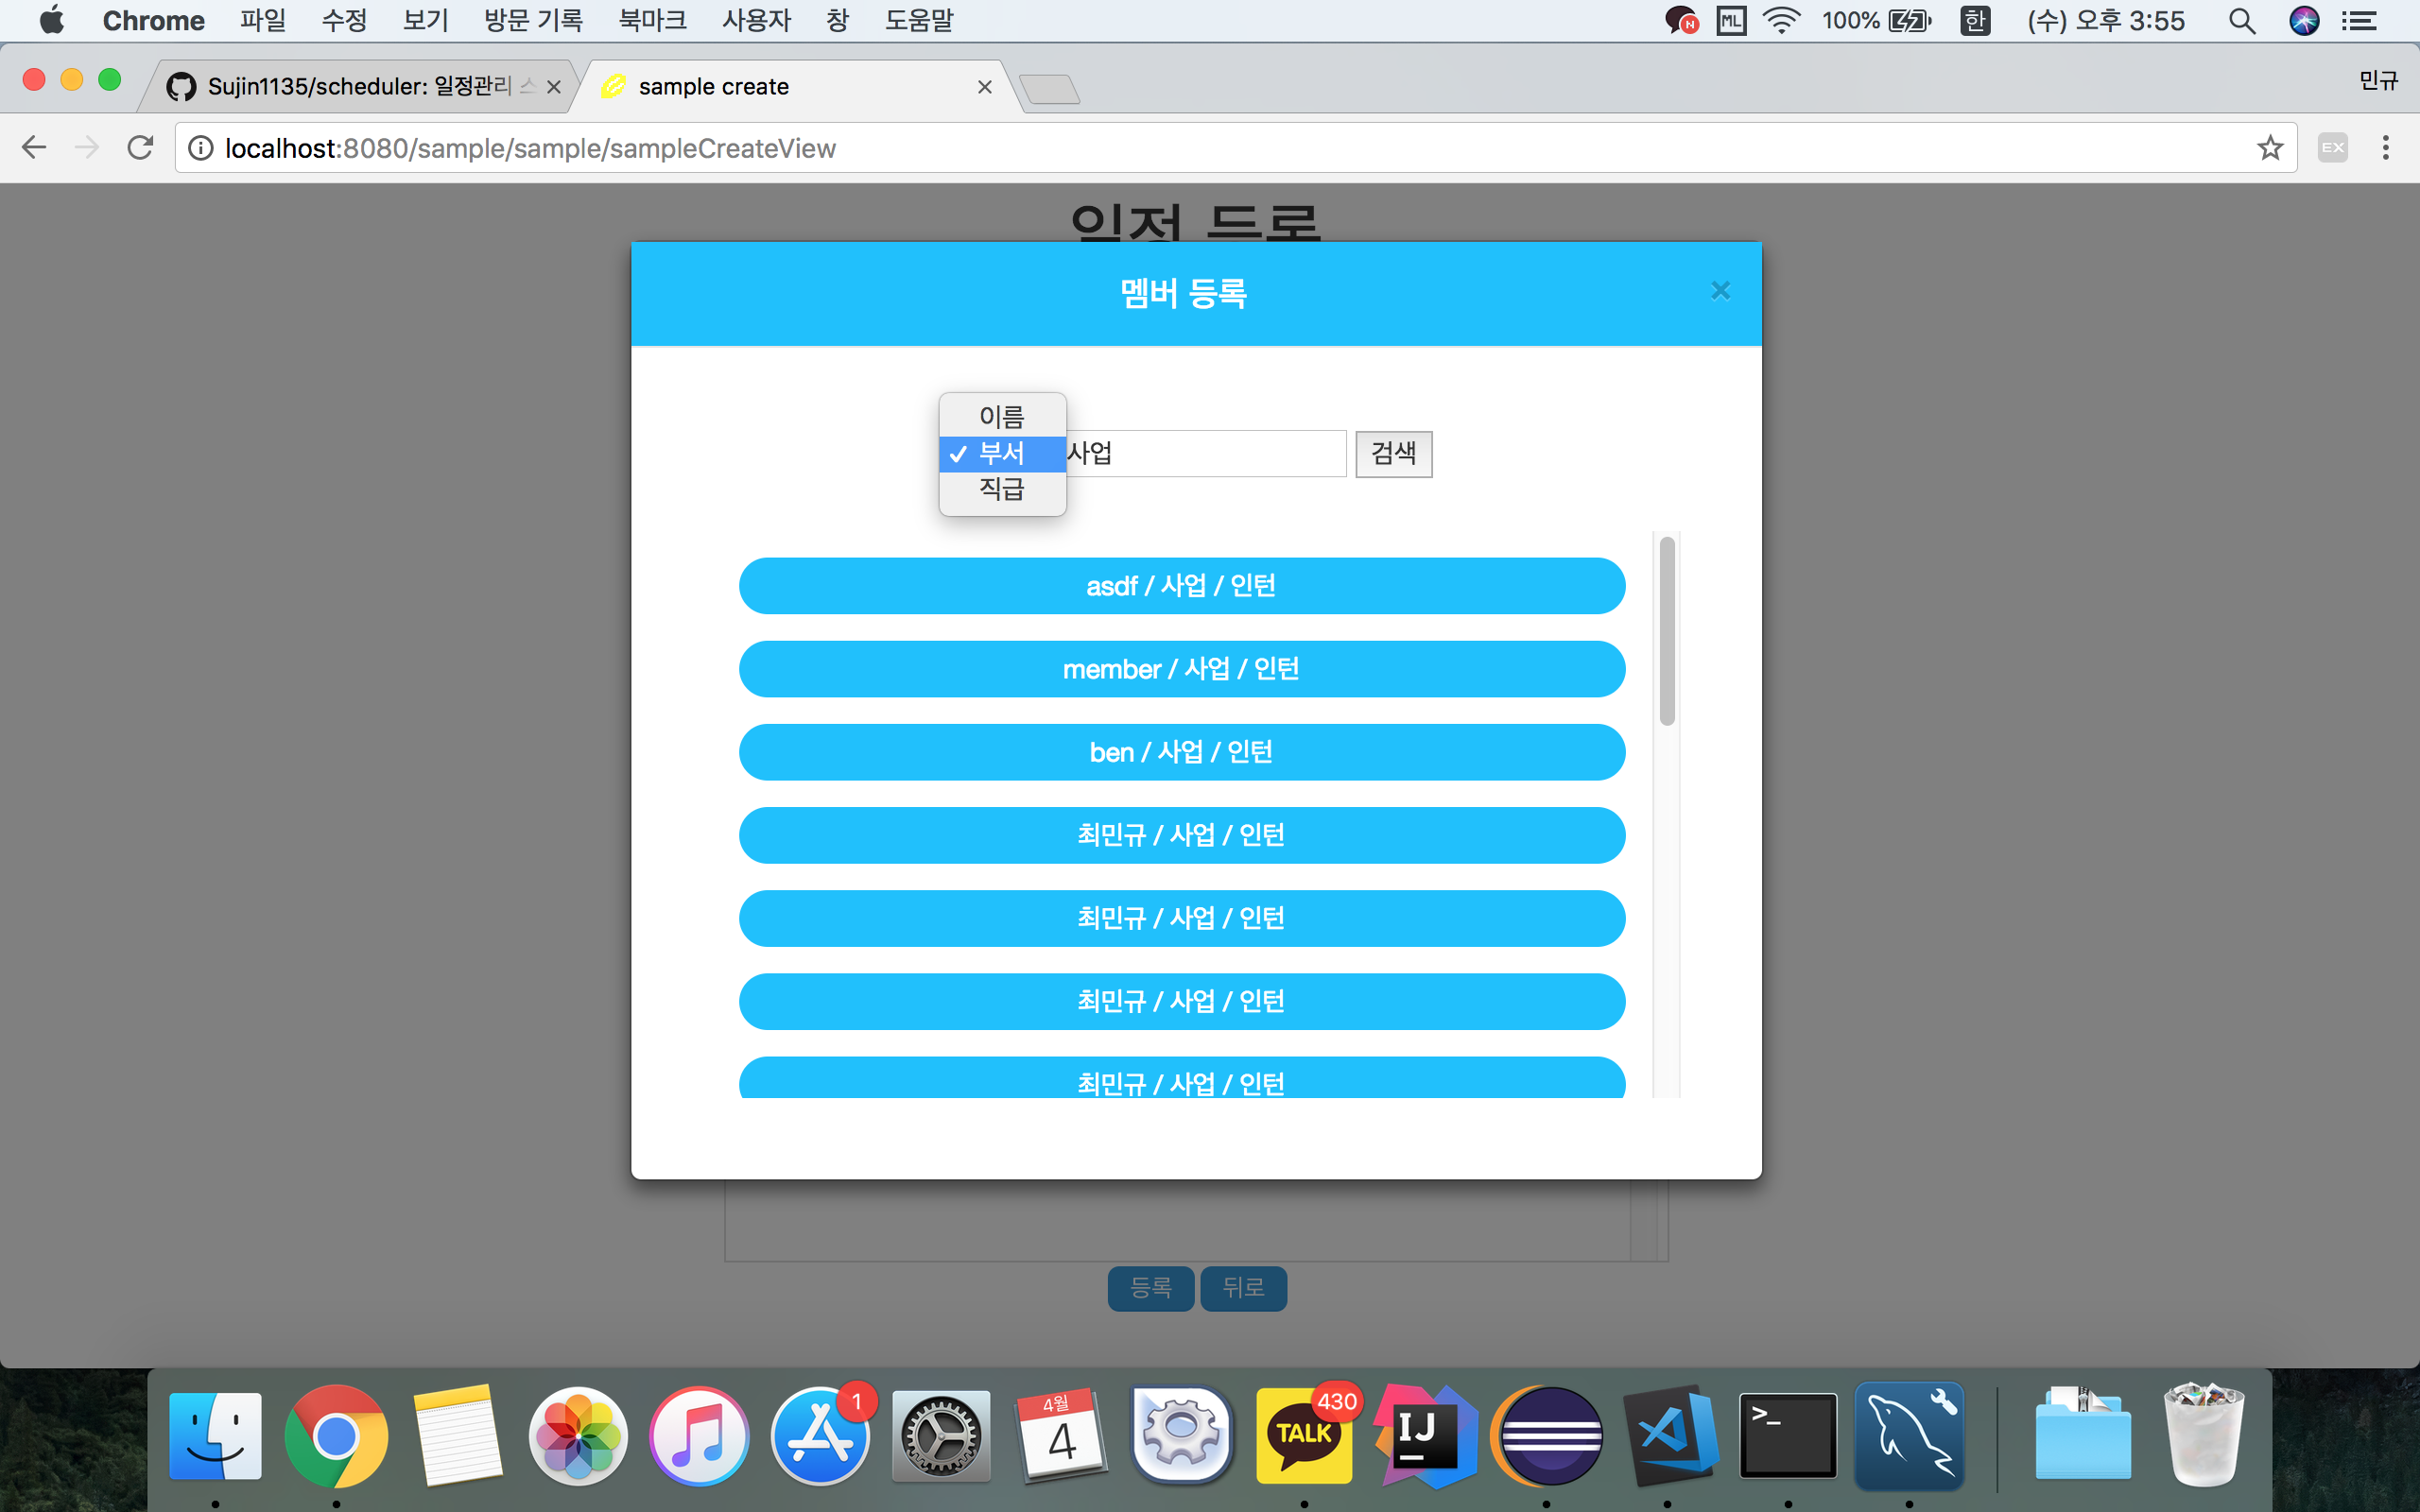 Chrome 파일 수정 보기 방문 기록 북마크 사용자 창 도움말 N ML 100% 한 (수) 오후 3:55
Sujin1135/scheduler: 일정관리 스 sample create 민규
localhost:8080/sample/sample/sampleCreateView EX
일정 등록
멤버 등록 ×
이름
✓ 부서 사업 검색
직급
asdf / 사업 / 인턴
member / 사업 / 인턴
ben / 사업 / 인턴
최민규 / 사업 / 인턴
최민규 / 사업 / 인턴
최민규 / 사업 / 인턴
최민규 / 사업 / 인턴
등록 뒤로
1 4월 4 TALK 430 IJ >_